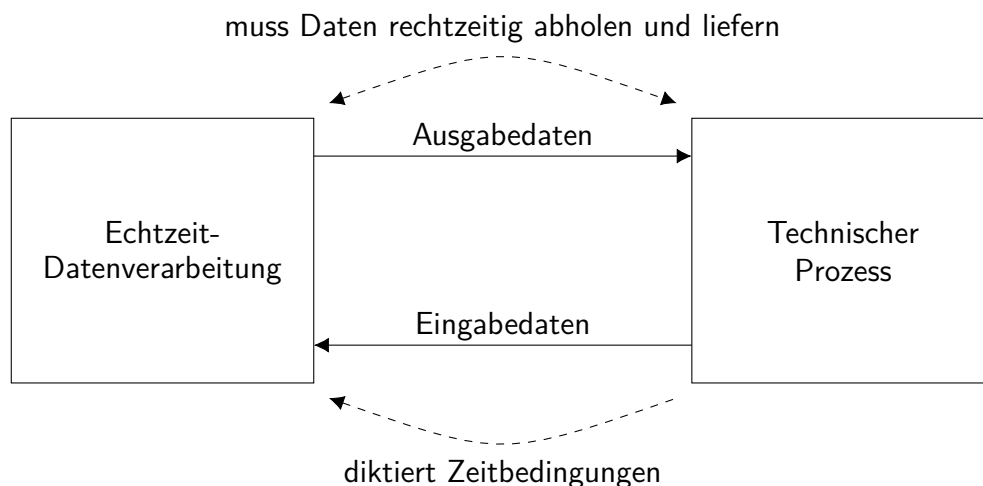 muss Daten rechtzeitig abholen und liefern
Ausgabedaten
Echtzeit-
Datenverarbeitung
Technischer
Prozess
Eingabedaten
diktiert Zeitbedingungen